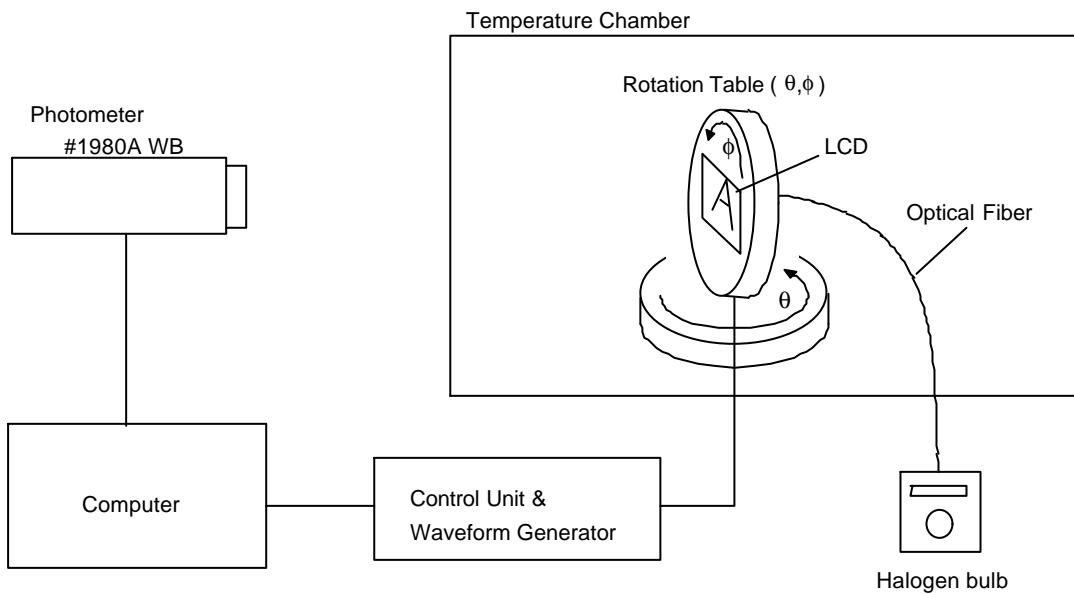 Temperature Chamber
Rotation Table ( θ,ϕ )
Photometer
#1980A WB
ϕ
LCD
A
Optical Fiber
θ
Computer
Control Unit &
Waveform Generator
Halogen bulb